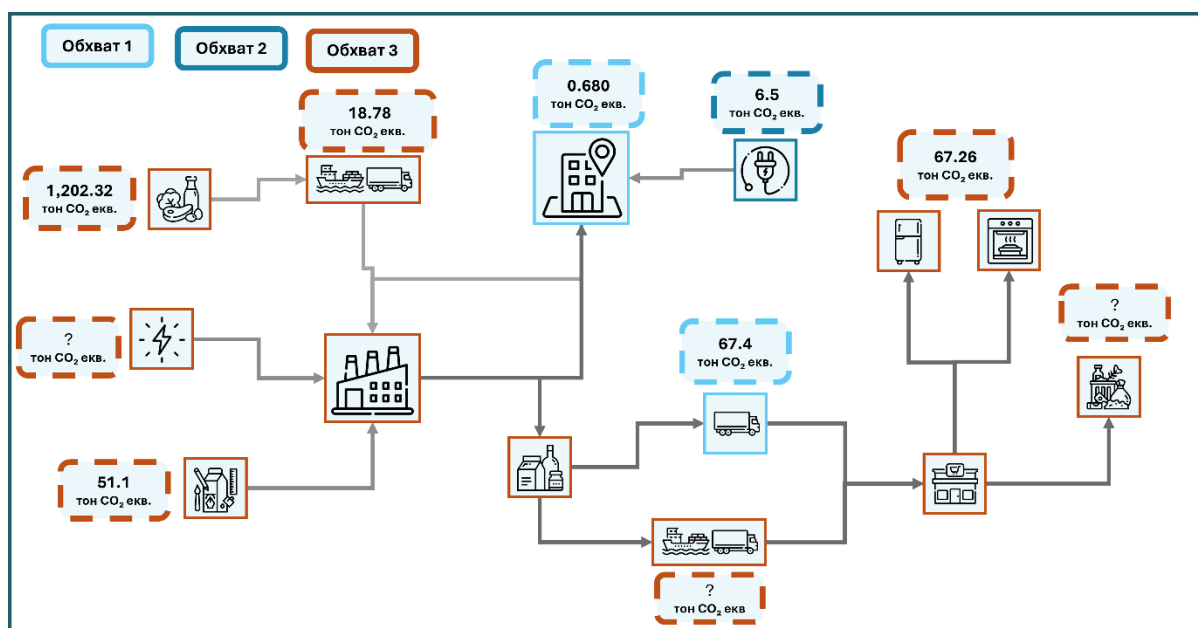 Обхват 1
Обхват 2
Обхват 3
18.78
тон CO₂ екв.
0.680
тон CO₂ екв.
6.5
тон CO₂ екв.
67.26
тон CO₂ екв.
1,202.32
тон CO₂ екв.
?
тон CO₂ екв.
?
тон CO₂ екв.
67.4
тон CO₂ екв.
51.1
тон CO₂ екв.
?
тон CO₂ екв